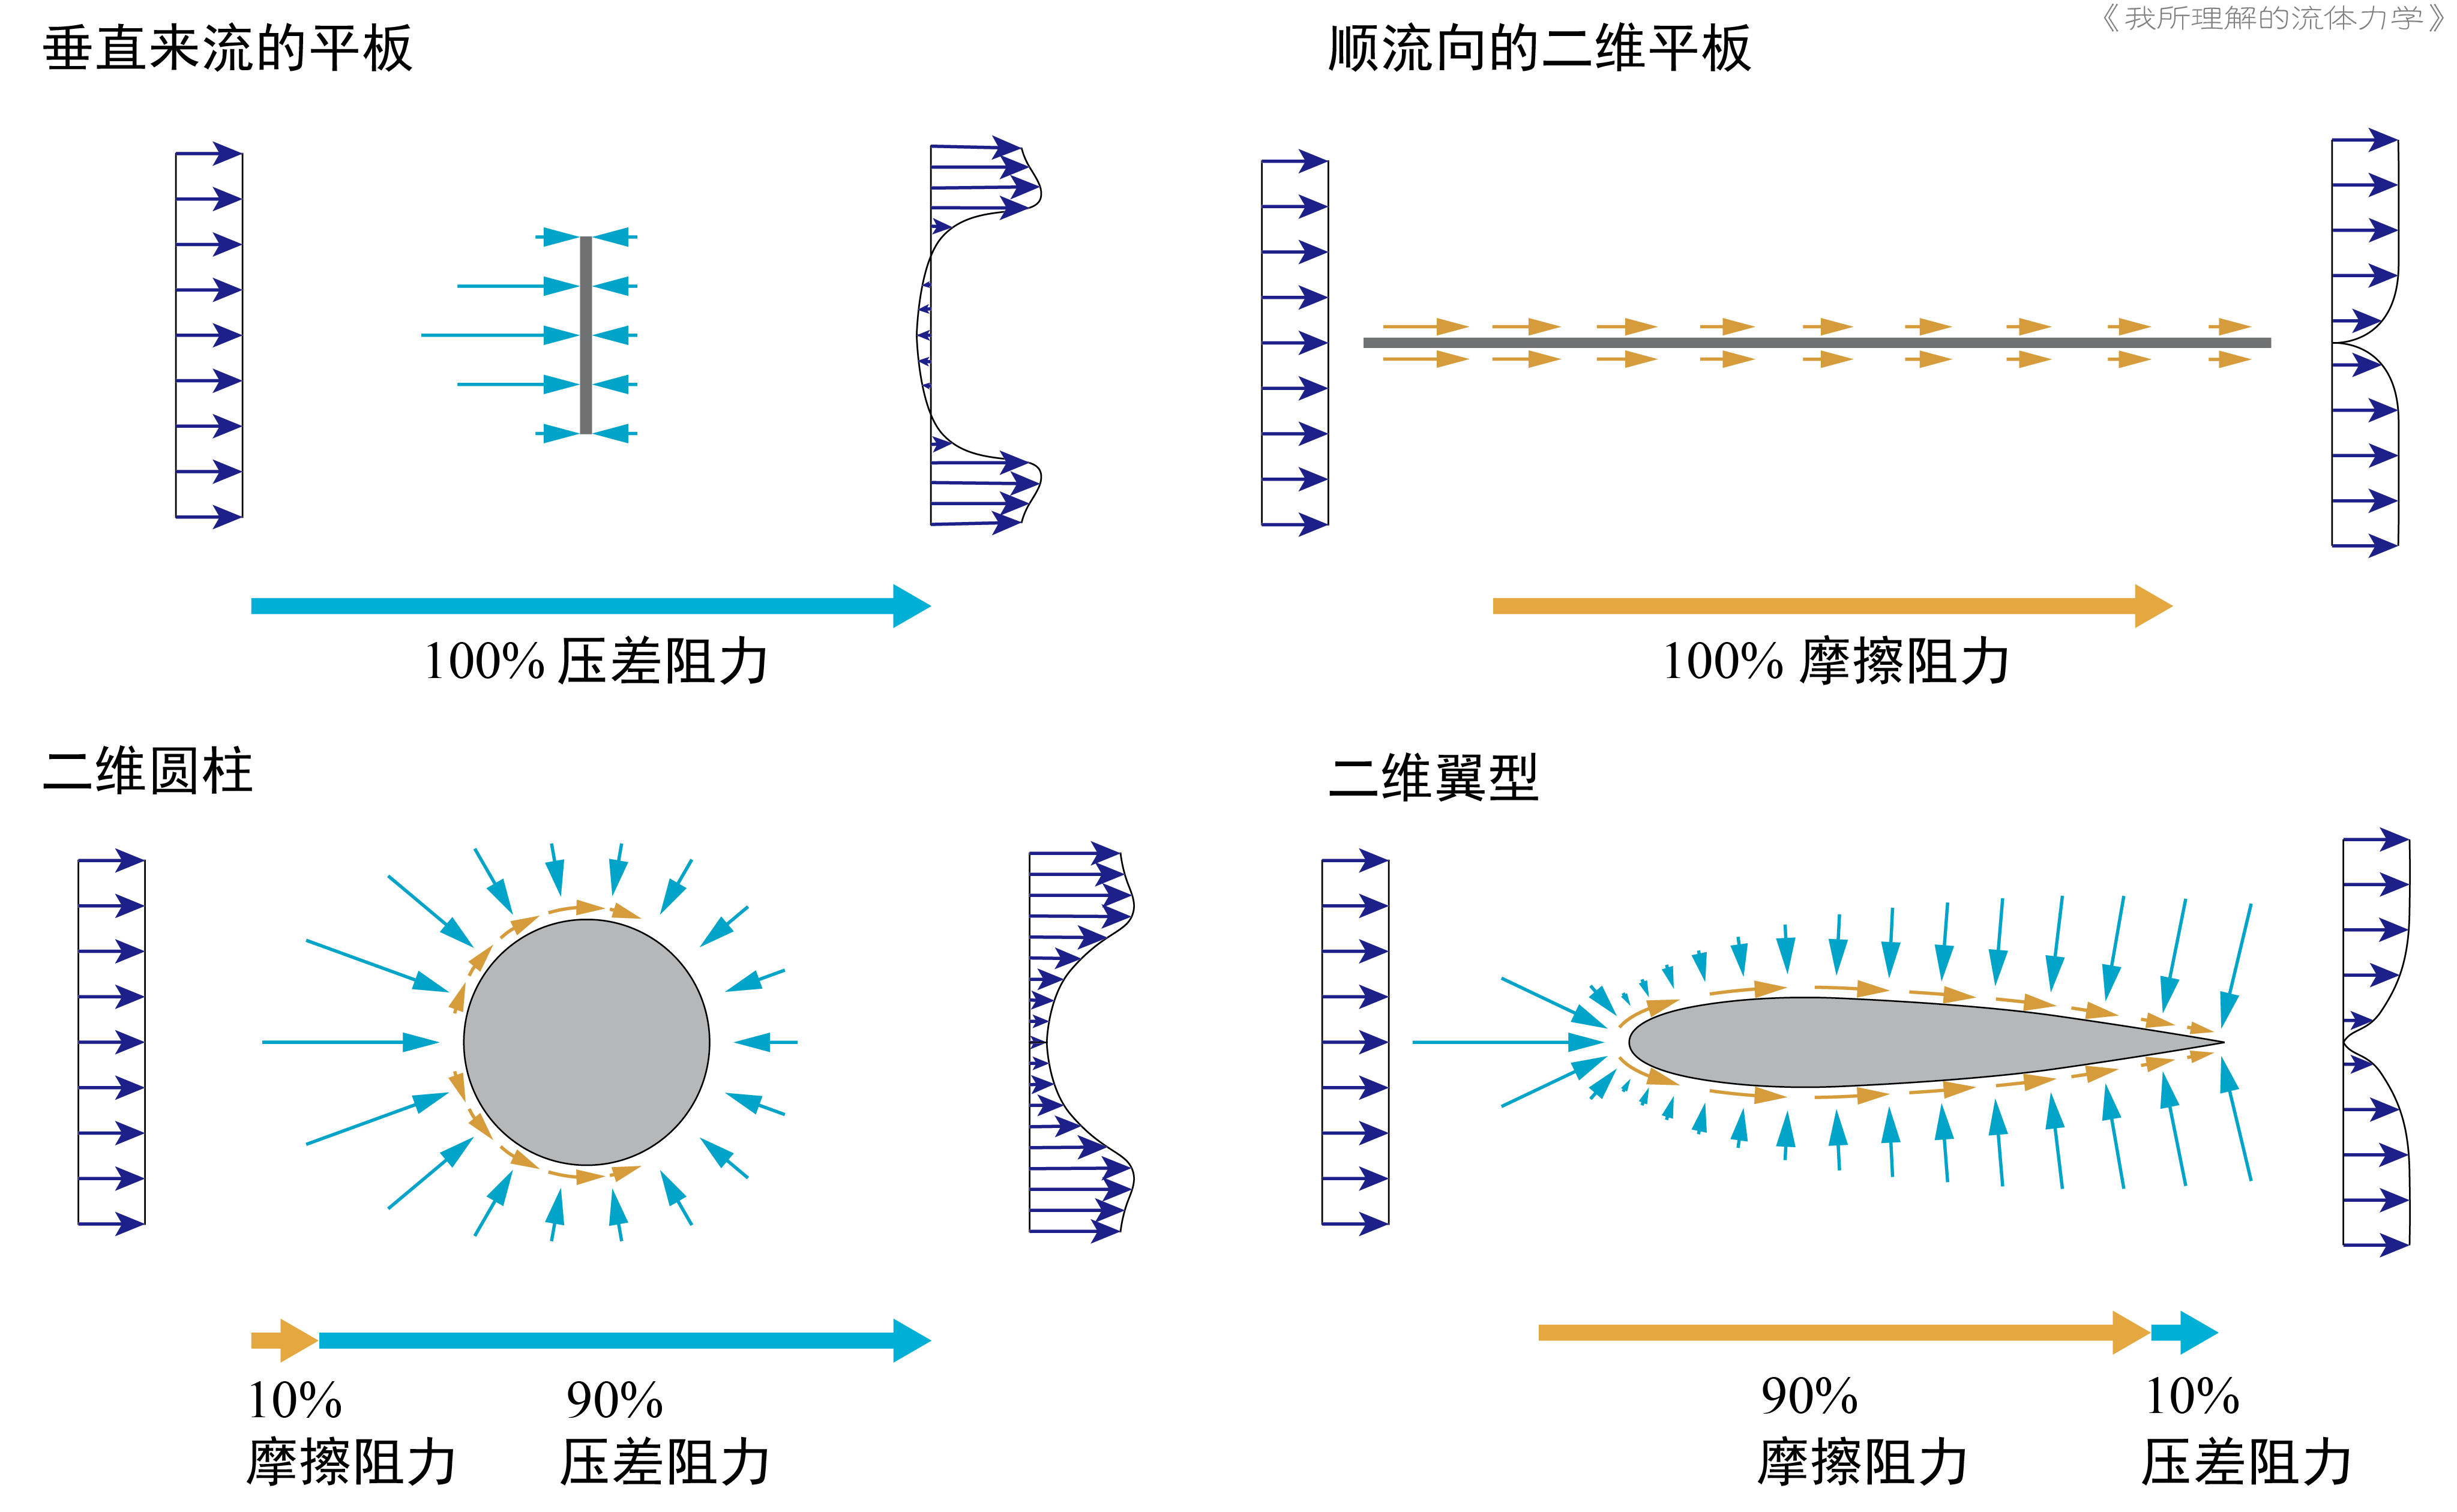 《我所理解的流体力学》
垂直来流的平板
顺流向的二维平板
100% 压差阻力
100% 摩擦阻力
二维圆柱
二维翼型
10%
摩擦阻力
90%
压差阻力
90%
摩擦阻力
10%
压差阻力